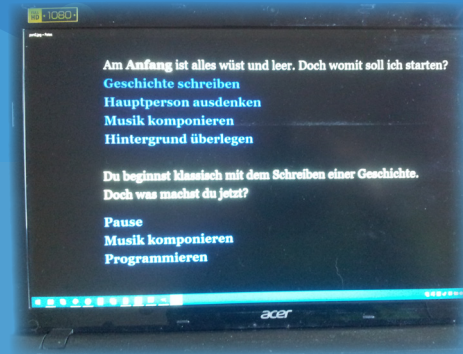 HD 1080
Am Anfang ist alles wüst und leer. Doch womit soll ich starten?
Geschichte schreiben
Hauptperson ausdenken
Musik komponieren
Hintergrund überlegen
Du beginnst klassisch mit dem Schreiben einer Geschichte.
Doch was machst du jetzt?
Pause
Musik komponieren
Programmieren
acer